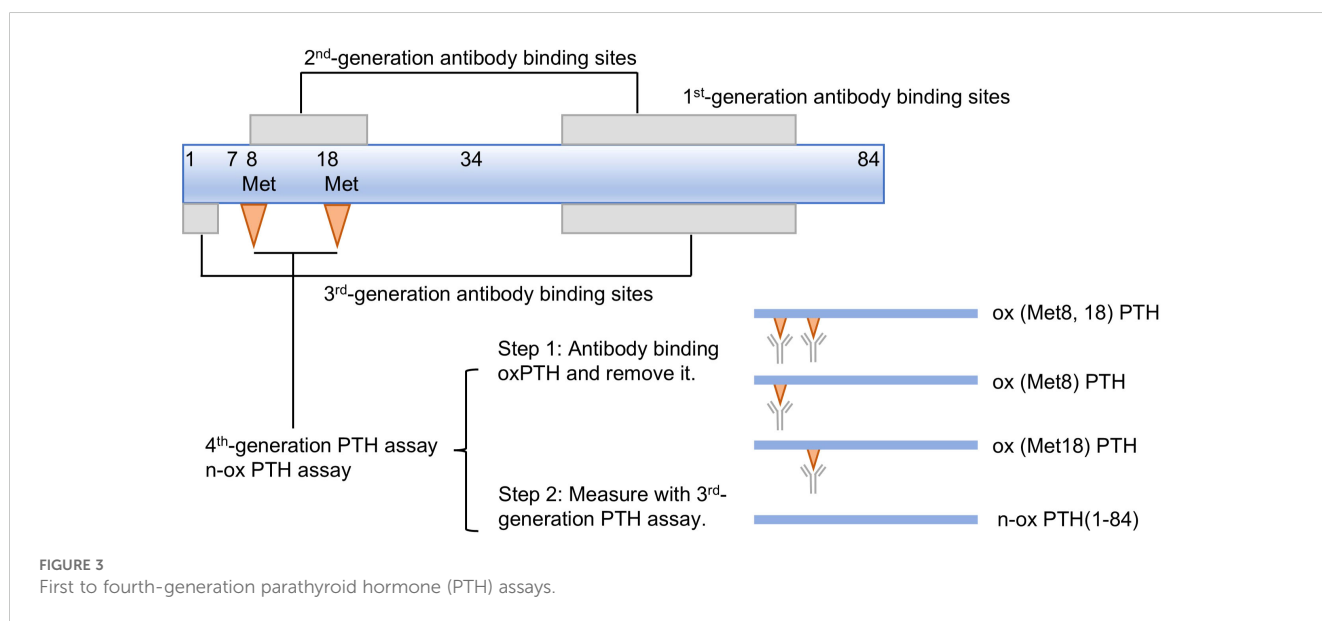 2nd-generation antibody binding sites
1st-generation antibody binding sites
1 7 8 18 34 84
Met Met
3rd-generation antibody binding sites
ox (Met8, 18) PTH
Step 1: Antibody binding
oxPTH and remove it.
ox (Met8) PTH
4th-generation PTH assay
n-ox PTH assay
ox (Met18) PTH
Step 2: Measure with 3rd-
generation PTH assay.
n-ox PTH(1-84)
FIGURE 3
First to fourth-generation parathyroid hormone (PTH) assays.